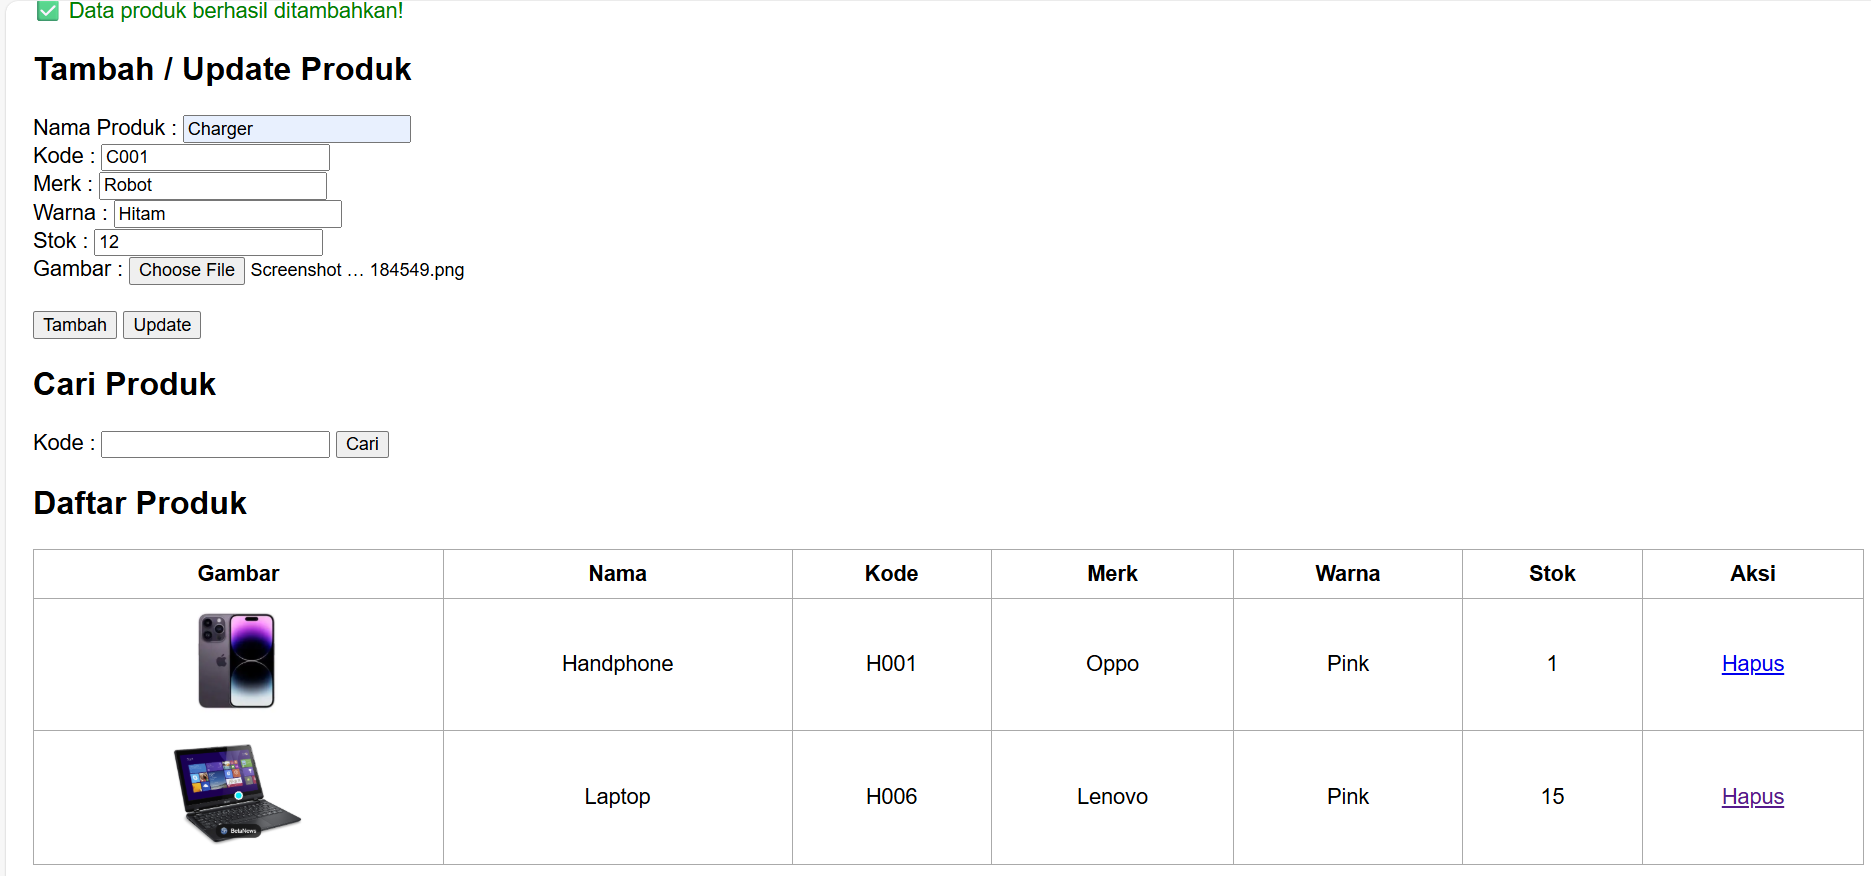 ✅ Data produk berhasil ditambahkan!
Tambah / Update Produk
Nama Produk : Charger
Kode : C001
Merk : Robot
Warna : Hitam
Stok : 12
Gambar : Choose File Screenshot … 184549.png
Tambah Update
Cari Produk
Kode : Cari
Daftar Produk
Gambar Nama Kode Merk Warna Stok Aksi
Handphone H001 Oppo Pink 1 Hapus
Laptop H006 Lenovo Pink 15 Hapus
BetaNews